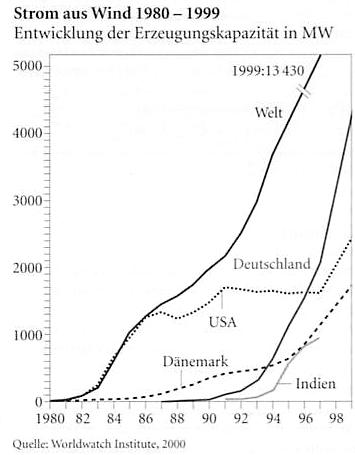 Strom aus Wind 1980 – 1999
Entwicklung der Erzeugungskapazität in MW
5000
1999:13 430
Welt
4000
3000
Deutschland
2000
USA
1000
Dänemark
Indien
0
1980 82 84 86 88 90 92 94 96 98
Quelle: Worldwatch Institute, 2000